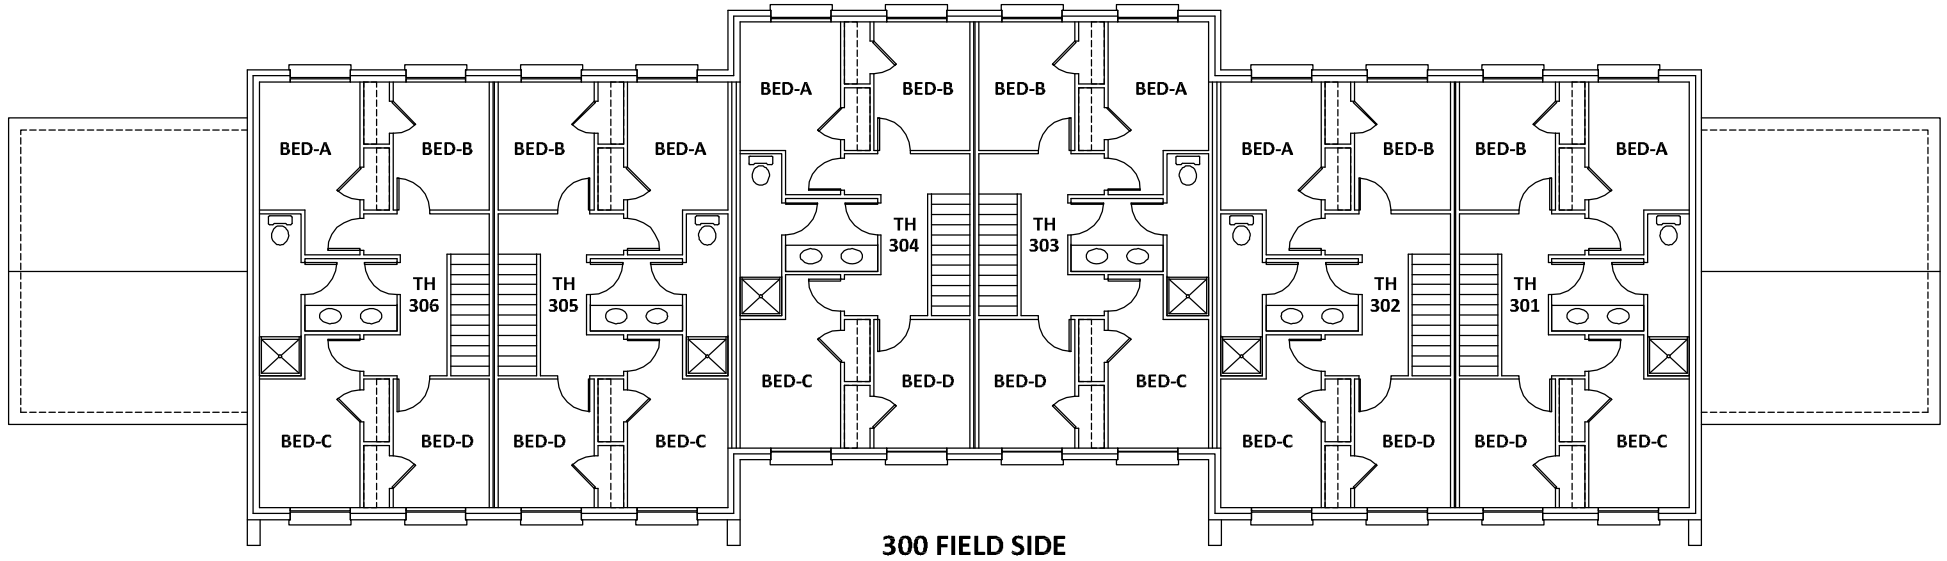 BED-A
BED-B
BED-B
BED-A
BED-A
BED-B
BED-B
BED-A
BED-A
BED-B
BED-B
BED-A
TH
306
TH
305
TH
304
TH
303
TH
302
TH
301
BED-C
BED-D
BED-D
BED-C
BED-C
BED-D
BED-D
BED-C
BED-C
BED-D
BED-D
BED-C
300 FIELD SIDE